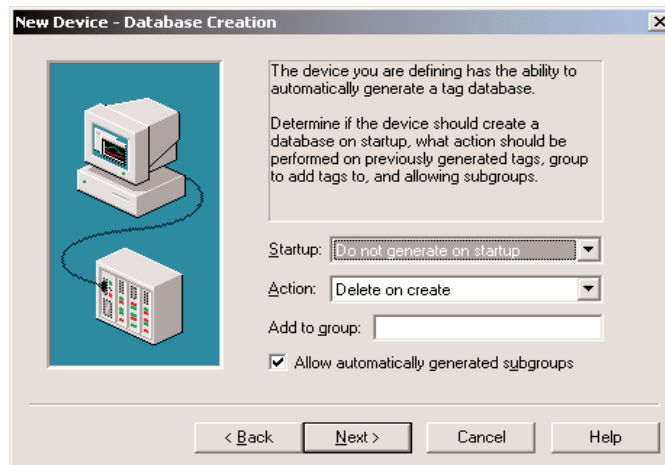 New Device - Database Creation
The device you are defining has the ability to
automatically generate a tag database.
Determine if the device should create a
database on startup, what action should be
performed on previously generated tags, group
to add tags to, and allowing subgroups.
Startup: Do not generate on startup
Action: Delete on create
Add to group:
Allow automatically generated subgroups
< Back Next > Cancel Help